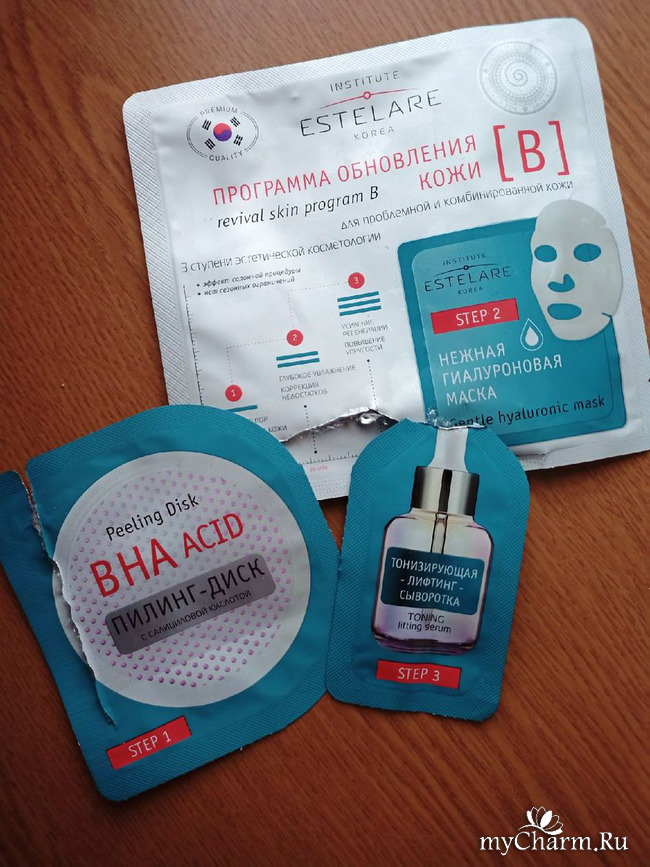 PREMIUM
QUALITY
INSTITUTE
ESTELARE
KOREA
ПРОГРАММА ОБНОВЛЕНИЯ
КОЖИ [B]
revival skin program B
для проблемной и комбинированной кожи
3 ступени эстетической косметологии
• эффект салонной процедуры
• нет сезонных ограничений
3
УСИЛЕНИЕ
РЕГЕНЕРАЦИИ
ПОВЫШЕНИЕ
УПРУГОСТИ
2
ГЛУБОКОЕ УВЛАЖНЕНИЕ
КОРРЕКЦИЯ
НЕДОСТАТКОВ
1
ПОР
КОЖИ
INSTITUTE
ESTELARE
KOREA
STEP 2
НЕЖНАЯ
ГИАЛУРОНОВАЯ
МАСКА
Gentle hyaluronic mask
Peeling Disk
BHA ACID
ПИЛИНГ-ДИСК
С САЛИЦИЛОВОЙ КИСЛОТОЙ
STEP 1
ТОНИЗИРУЮЩАЯ
- ЛИФТИНГ -
СЫВОРОТКА
TONING
lifting serum
STEP 3
myCharm.Ru